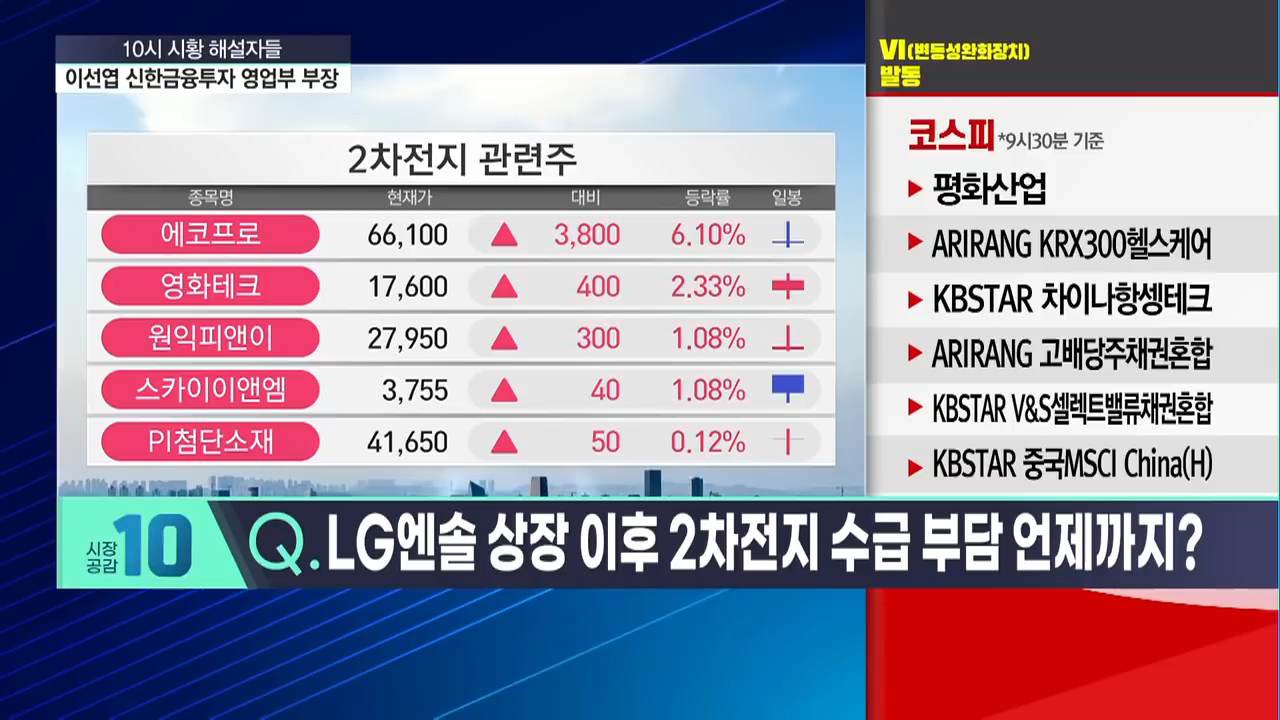 10시 시황 해설자들
이선엽 신한금융투자 영업부 부장
2차전지 관련주
종목명 현재가 대비 등락률 일봉
에코프로 66,100 ▲ 3,800 6.10%
영화테크 17,600 ▲ 400 2.33%
원익피앤이 27,950 ▲ 300 1.08%
스카이이앤엠 3,755 ▲ 40 1.08%
PI첨단소재 41,650 ▲ 50 0.12%
VI(변동성완화장치)
발동
코스피 *9시30분 기준
▶ 평화산업
▶ ARIRANG KRX300헬스케어
▶ KBSTAR 차이나항셍테크
▶ ARIRANG 고배당주채권혼합
▶ KBSTAR V&S셀렉트밸류채권혼합
▶ KBSTAR 중국MSCI China(H)
시장
공감 10
Q. LG엔솔 상장 이후 2차전지 수급 부담 언제까지?